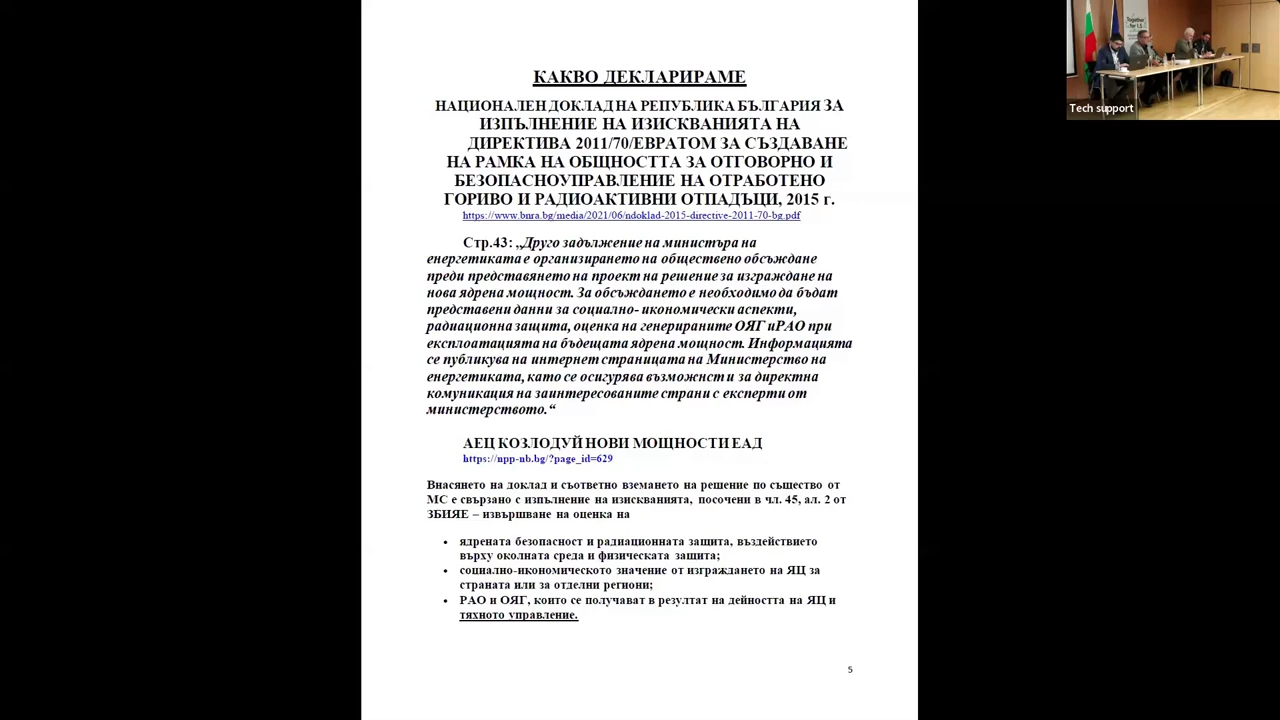 КАКВО ДЕКЛАРИРАМЕ
НАЦИОНАЛЕН ДОКЛАД НА РЕПУБЛИКА БЪЛГАРИЯ ЗА
ИЗПЪЛНЕНИЕ НА ИЗИСКВАНИЯТА НА
ДИРЕКТИВА 2011/70/ЕВРАТОМ ЗА СЪЗДАВАНЕ
НА РАМКА НА ОБЩНОСТТА ЗА ОТГОВОРНО И
БЕЗОПАСНОУПРАВЛЕНИЕ НА ОТРАБОТЕНО
ГОРИВО И РАДИОАКТИВНИ ОТПАДЪЦИ, 2015 г.
https://www.bnra.bg/media/2021/06/ndoklad-2015-directive-2011-70-bg.pdf
Стр.43: „Друго задължение на министъра на
енергетиката е организирането на обществено обсъждане
преди представянето на проект на решение за изграждане на
нова ядрена мощност. За обсъждането е необходимо да бъдат
представени данни за социално- икономически аспекти,
радиационна защита, оценка на генерираните ОЯГ иРАО при
експлоатацията на бъдещата ядрена мощност. Информацията
се публикува на интернет страницата на Министерство на
енергетиката, като се осигурява възможнсти за директна
комуникация на заинтересованите страни с експерти от
министерството.“
АЕЦ КОЗЛОДУЙ НОВИ МОЩНОСТИ ЕАД
https://npp-nb.bg/?page_id=629
Внасянето на доклад и съответно вземането на решение по същество от
МС е свързано с изпълнение на изискванията, посочени в чл. 45, ал. 2 от
ЗБИЯЕ – извършване на оценка на
• ядрената безопасност и радиационната защита, въздействието
върху околната среда и физическата защита;
• социално-икономическото значение от изграждането на ЯЦ за
страната или за отделни региони;
• РАО и ОЯГ, които се получават в резултат на дейността на ЯЦ и
тяхното управление.
5
Together
for 1.5
Tech support